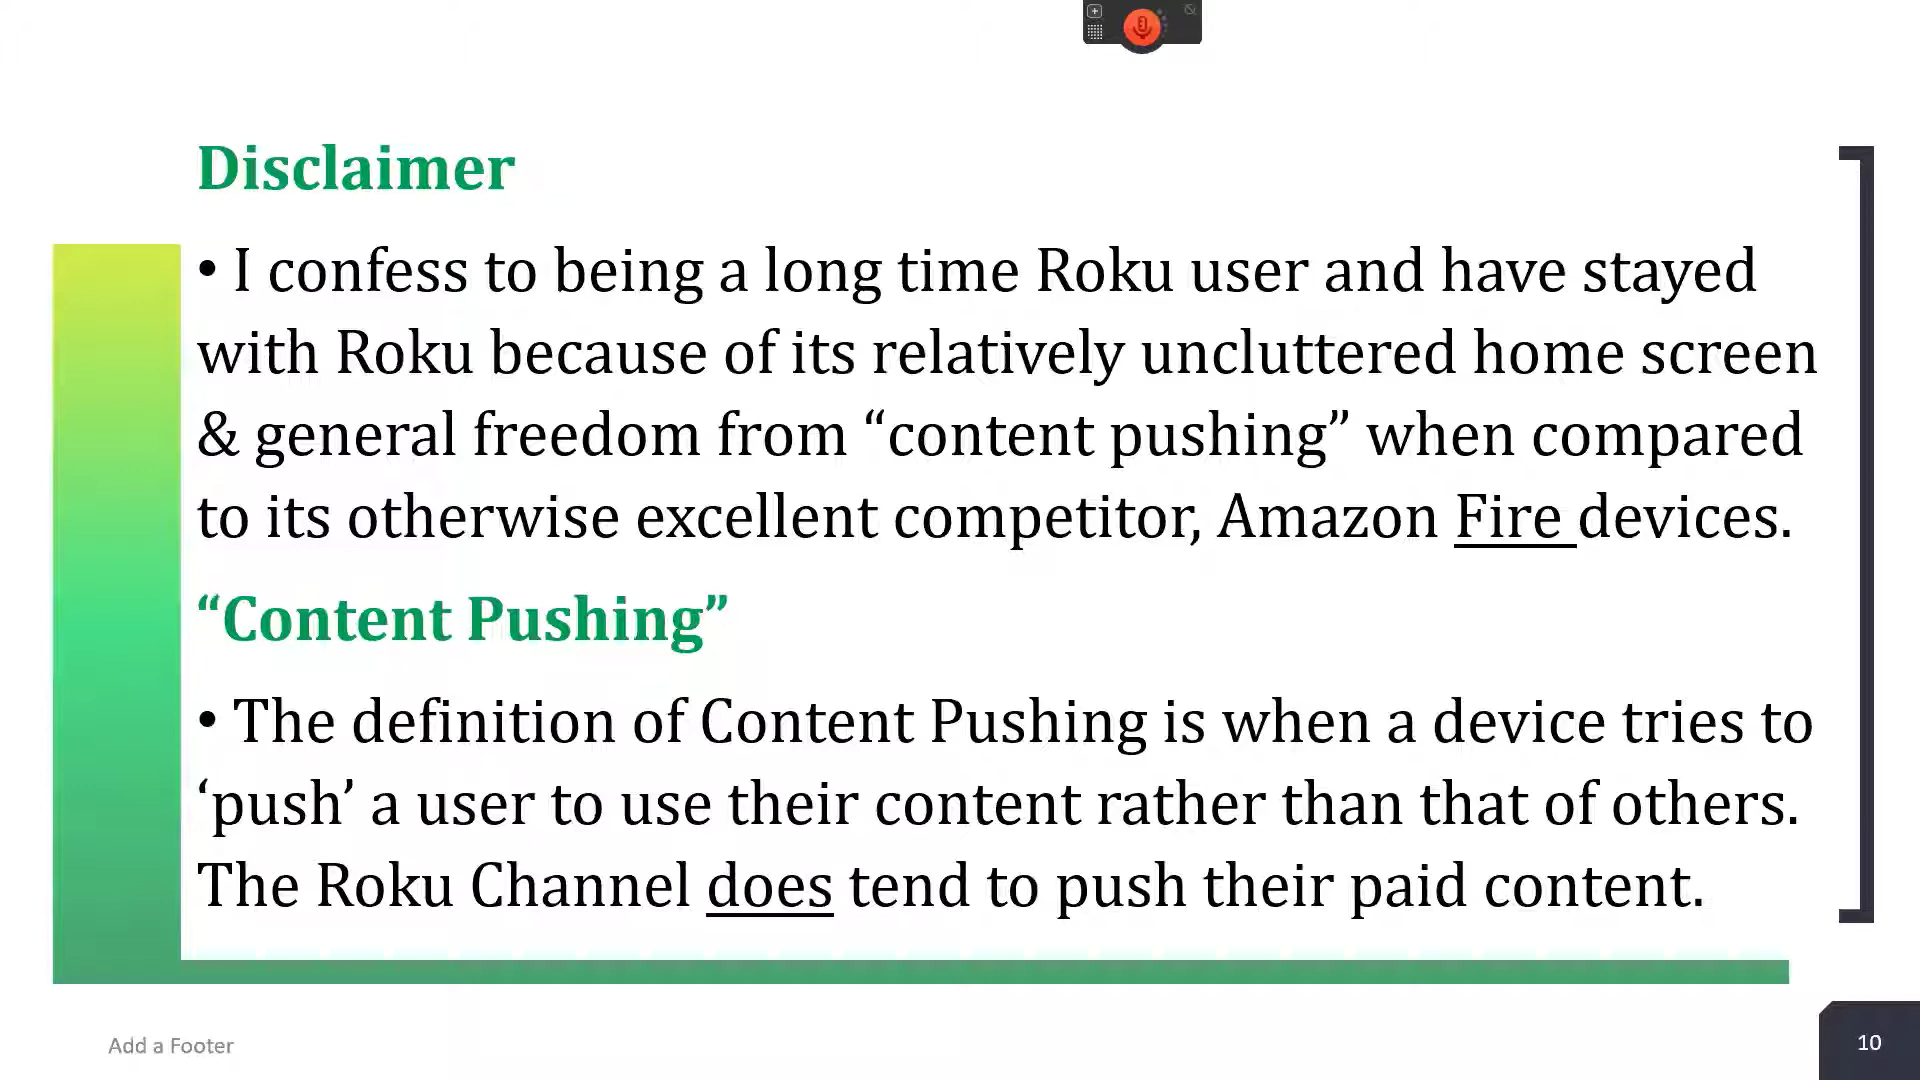 Disclaimer
• I confess to being a long time Roku user and have stayed
with Roku because of its relatively uncluttered home screen
& general freedom from “content pushing” when compared
to its otherwise excellent competitor, Amazon Fire devices.
“Content Pushing”
• The definition of Content Pushing is when a device tries to
‘push’ a user to use their content rather than that of others.
The Roku Channel does tend to push their paid content.
Add a Footer
10